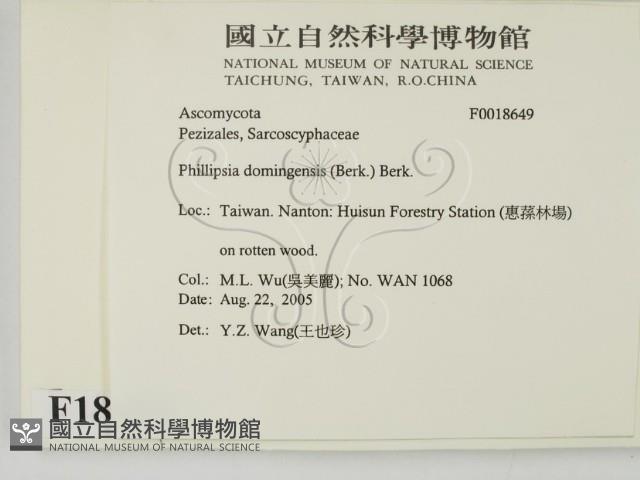 國立自然科學博物館
NATIONAL MUSEUM OF NATURAL SCIENCE
TAICHUNG, TAIWAN, R.O.CHINA
Ascomycota F0018649
Pezizales, Sarcoscyphaceae
Phillipsia domingensis (Berk.) Berk.
Loc.: Taiwan. Nanton: Huisun Forestry Station (惠蓀林場)
on rotten wood.
Col.: M.L. Wu(吳美麗); No. WAN 1068
Date: Aug. 22, 2005
Det.: Y.Z. Wang(王也珍)
F18
國立自然科學博物館
NATIONAL MUSEUM OF NATURAL SCIENCE